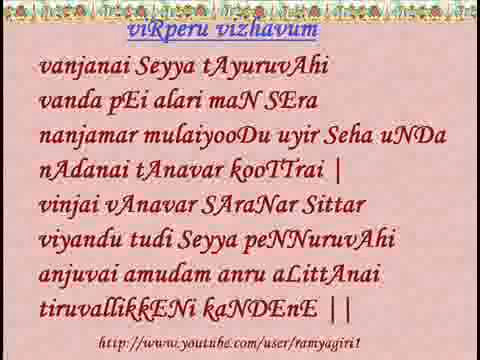 viRperu vizhavum
vanjanai Seyya tAyuruvAhi
vanda pEi alari maN SEra
nanjamar mulaiyooDu uyir Seha uNDa
nAdanai tAnavar kooTTrai |
vinjai vAnavar SAraNar Sittar
viyandu tudi Seyya peNNuruvAhi
anjuvai amudam anru aLittAnai
tiruvallikkENi kaNDEnE ||
http://www.youtube.com/user/ramyagiri1